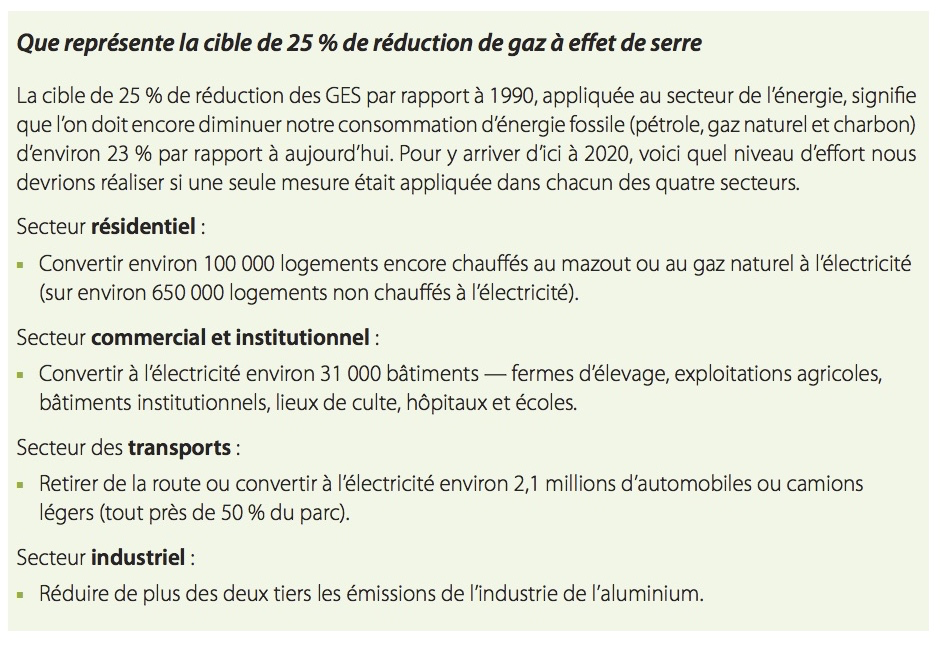 Que représente la cible de 25 % de réduction de gaz à effet de serre
La cible de 25 % de réduction des GES par rapport à 1990, appliquée au secteur de l'énergie, signifie
que l'on doit encore diminuer notre consommation d'énergie fossile (pétrole, gaz naturel et charbon)
d'environ 23 % par rapport à aujourd'hui. Pour y arriver d'ici à 2020, voici quel niveau d'effort nous
devrions réaliser si une seule mesure était appliquée dans chacun des quatre secteurs.
Secteur résidentiel :
▪ Convertir environ 100 000 logements encore chauffés au mazout ou au gaz naturel à l'électricité
(sur environ 650 000 logements non chauffés à l'électricité).
Secteur commercial et institutionnel :
▪ Convertir à l'électricité environ 31 000 bâtiments — fermes d'élevage, exploitations agricoles,
bâtiments institutionnels, lieux de culte, hôpitaux et écoles.
Secteur des transports :
▪ Retirer de la route ou convertir à l'électricité environ 2,1 millions d'automobiles ou camions
légers (tout près de 50 % du parc).
Secteur industriel :
▪ Réduire de plus des deux tiers les émissions de l'industrie de l'aluminium.